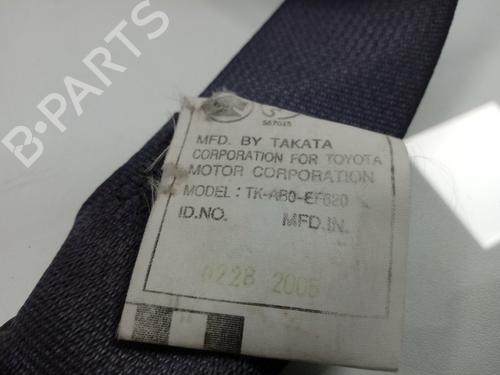 B-PARTS
S67015
MFD. BY TAKATA
CORPORATION FOR TOYOTA
MOTOR CORPORATION
MODEL : TK-AB0-EF620
ID.NO. MFD.IN.
0228 2005